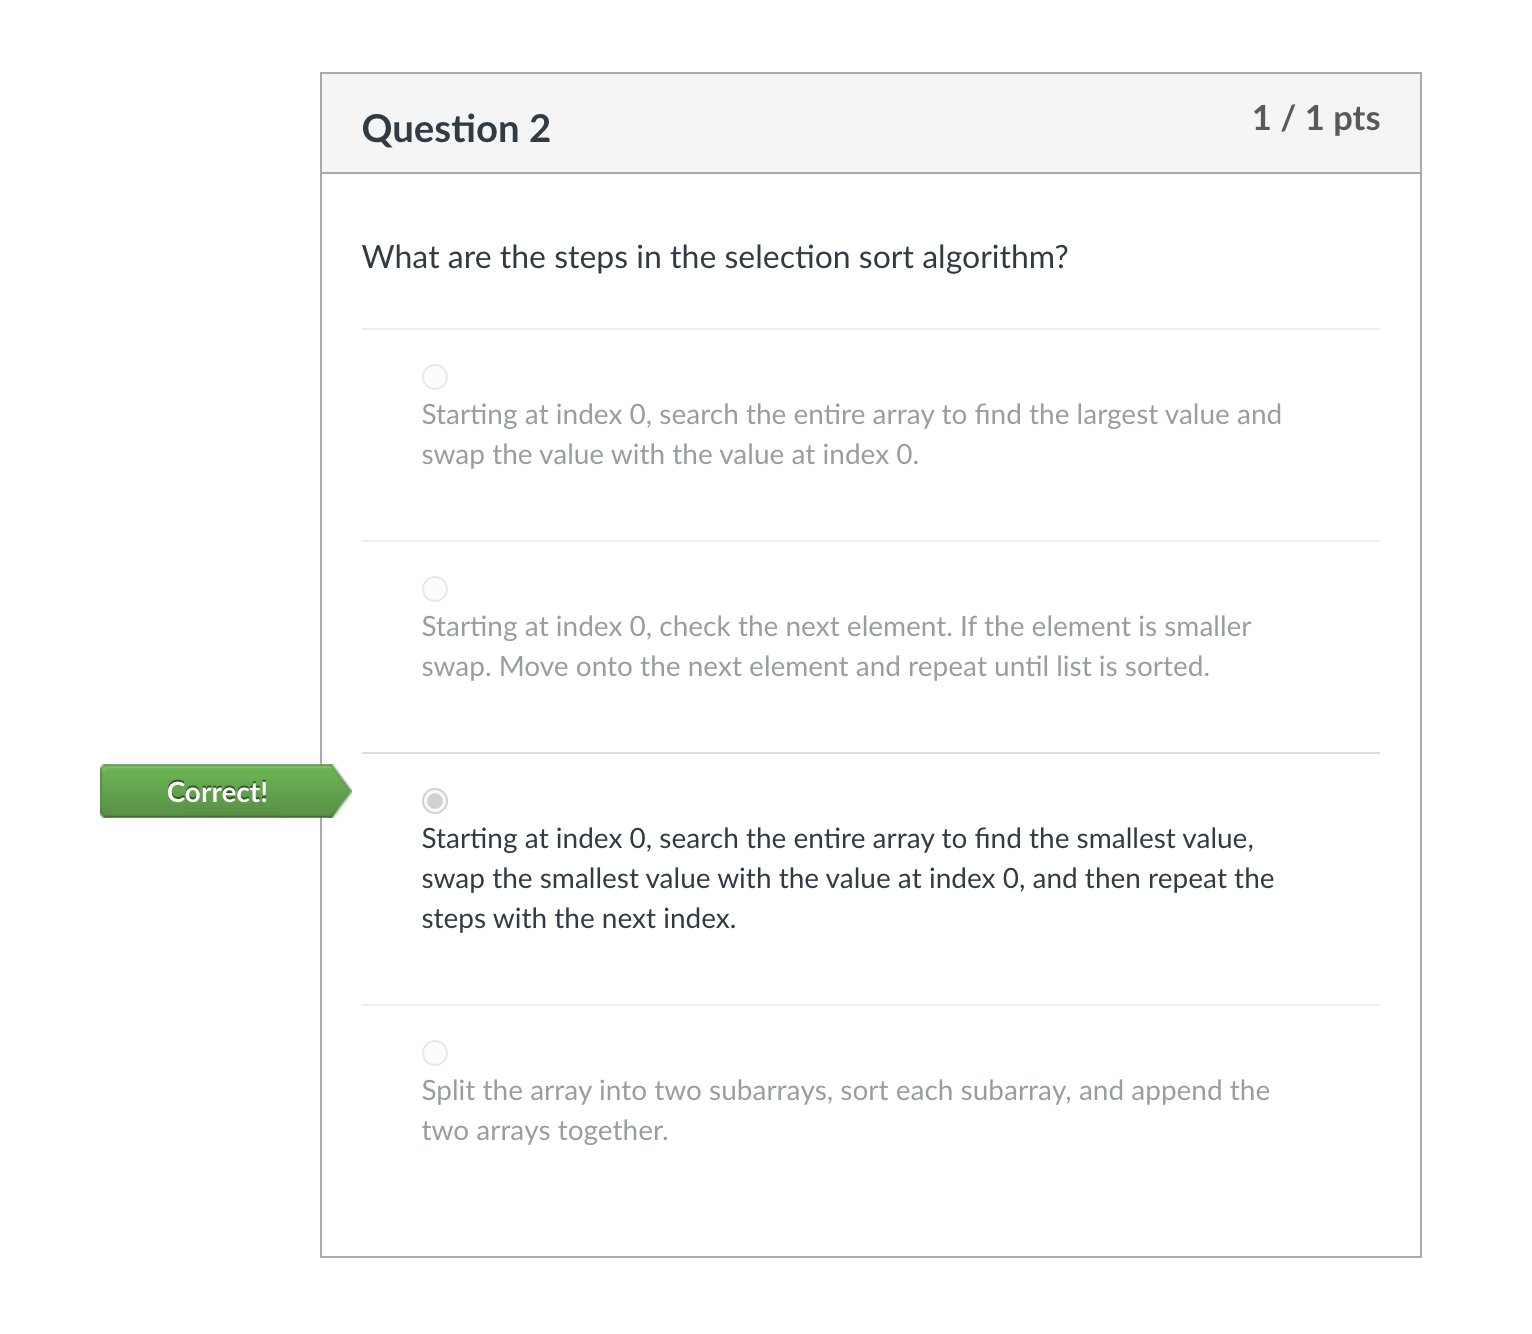 Question 2
1 / 1 pts
What are the steps in the selection sort algorithm?
Starting at index 0, search the entire array to find the largest value and
swap the value with the value at index 0.
Starting at index 0, check the next element. If the element is smaller
swap. Move onto the next element and repeat until list is sorted.
Correct!
Starting at index 0, search the entire array to find the smallest value,
swap the smallest value with the value at index 0, and then repeat the
steps with the next index.
Split the array into two subarrays, sort each subarray, and append the
two arrays together.